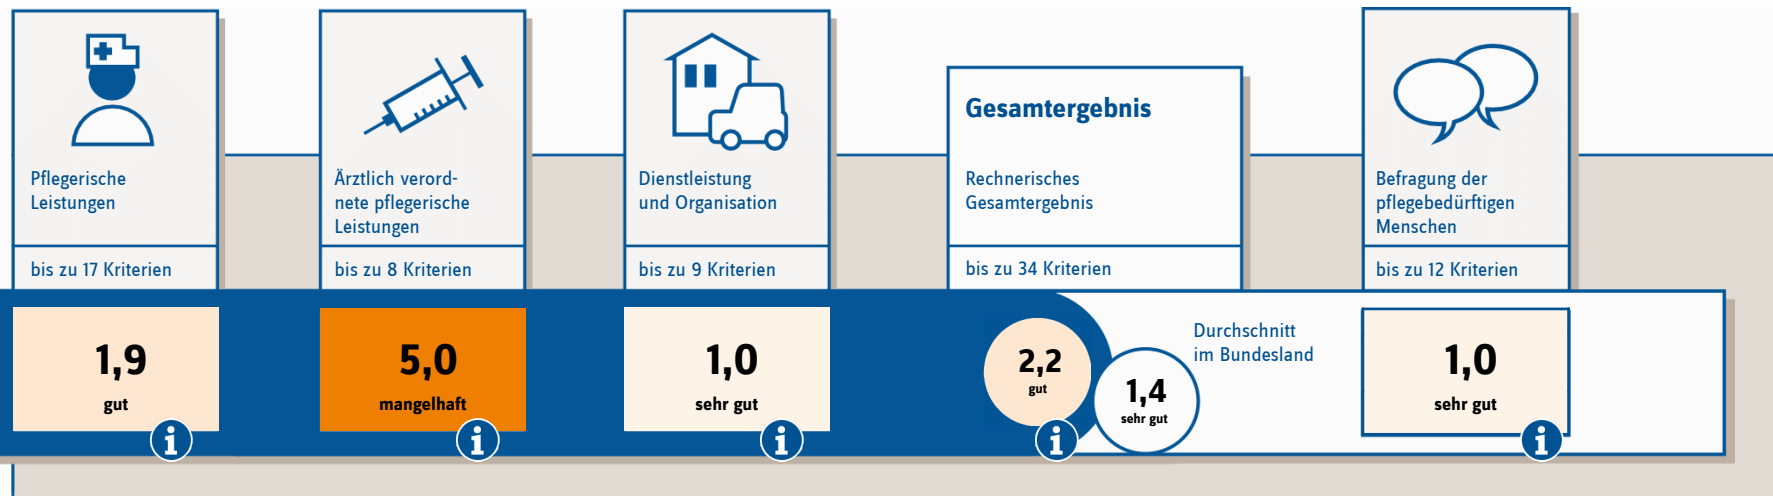 Pflegerische
Leistungen
bis zu 17 Kriterien
1,9
gut
i
Ärztlich verord-
nete pflegerische
Leistungen
bis zu 8 Kriterien
5,0
mangelhaft
i
Dienstleistung
und Organisation
bis zu 9 Kriterien
1,0
sehr gut
i
Gesamtergebnis
Rechnerisches
Gesamtergebnis
bis zu 34 Kriterien
2,2
gut
i
Durchschnitt
im Bundesland
1,4
sehr gut
Befragung der
pflegebedürftigen
Menschen
bis zu 12 Kriterien
1,0
sehr gut
i